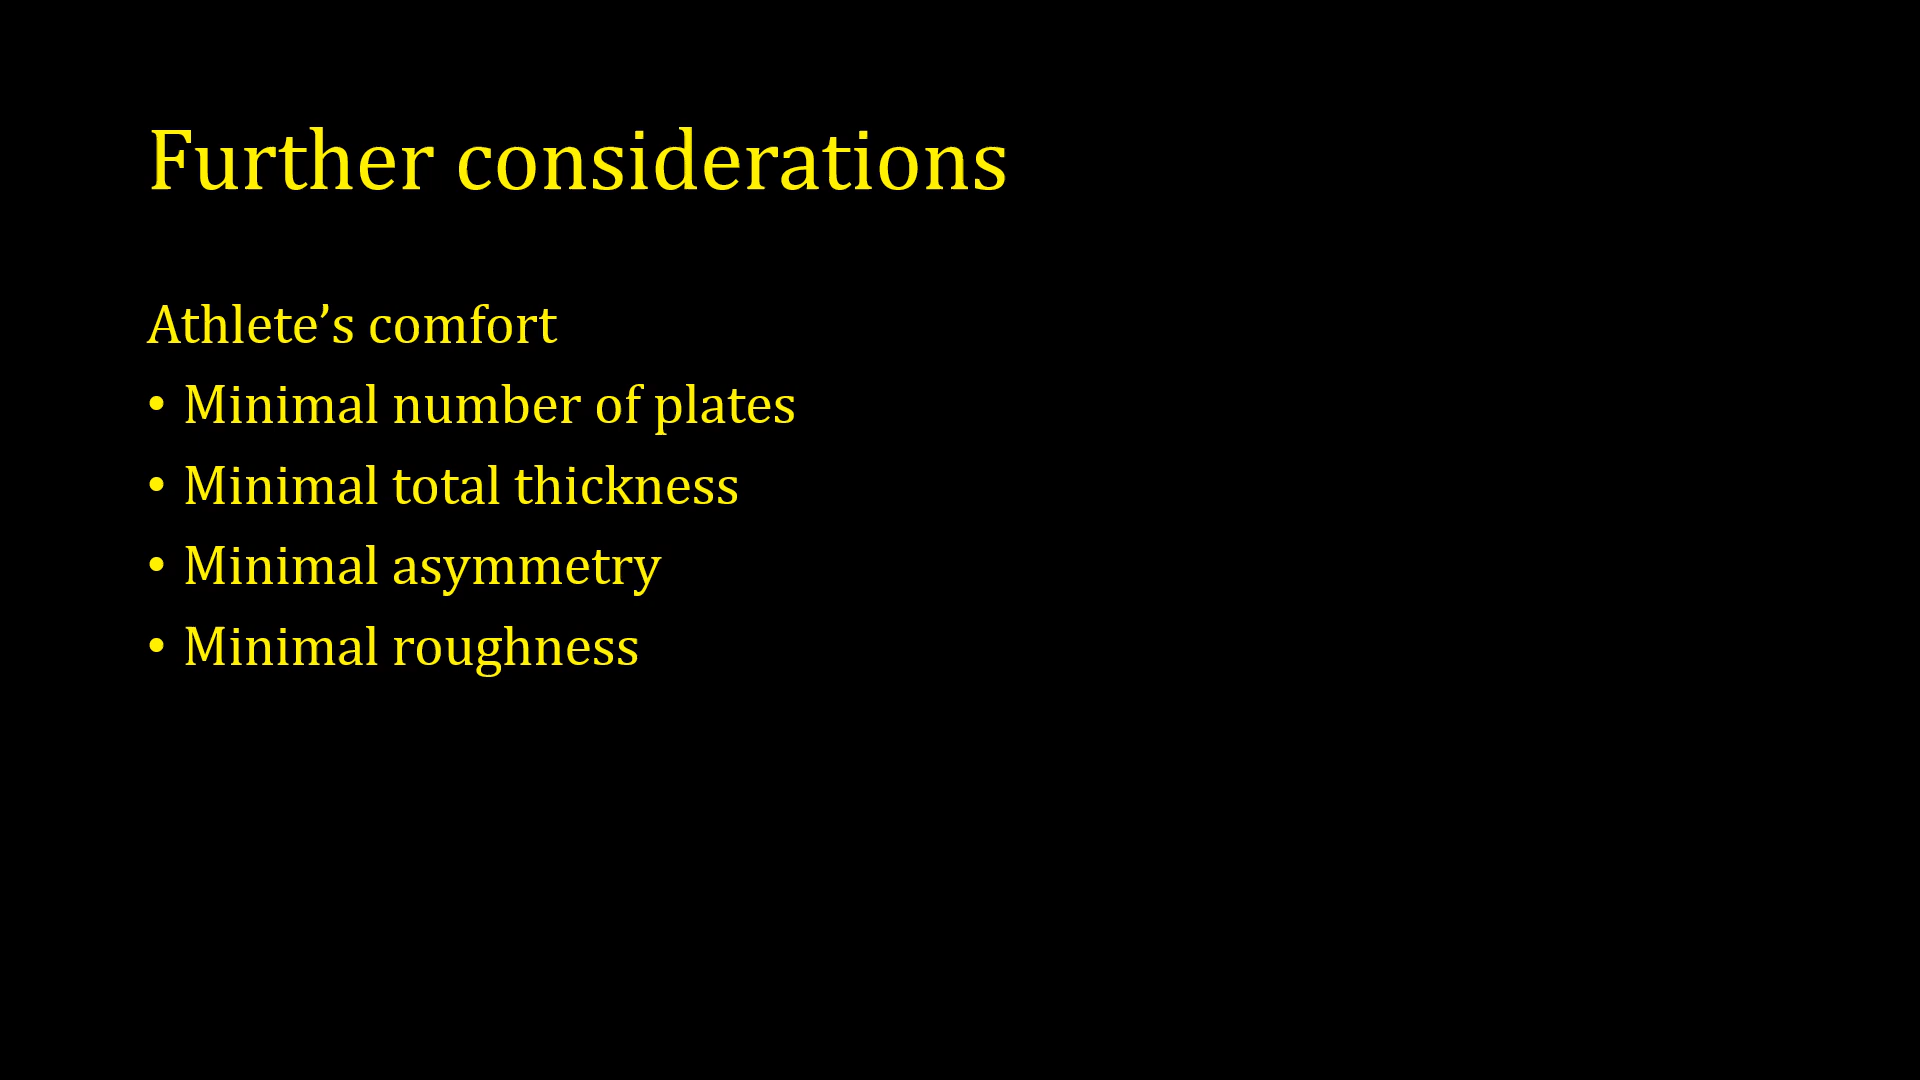 Further considerations
Athlete’s comfort
• Minimal number of plates
• Minimal total thickness
• Minimal asymmetry
• Minimal roughness